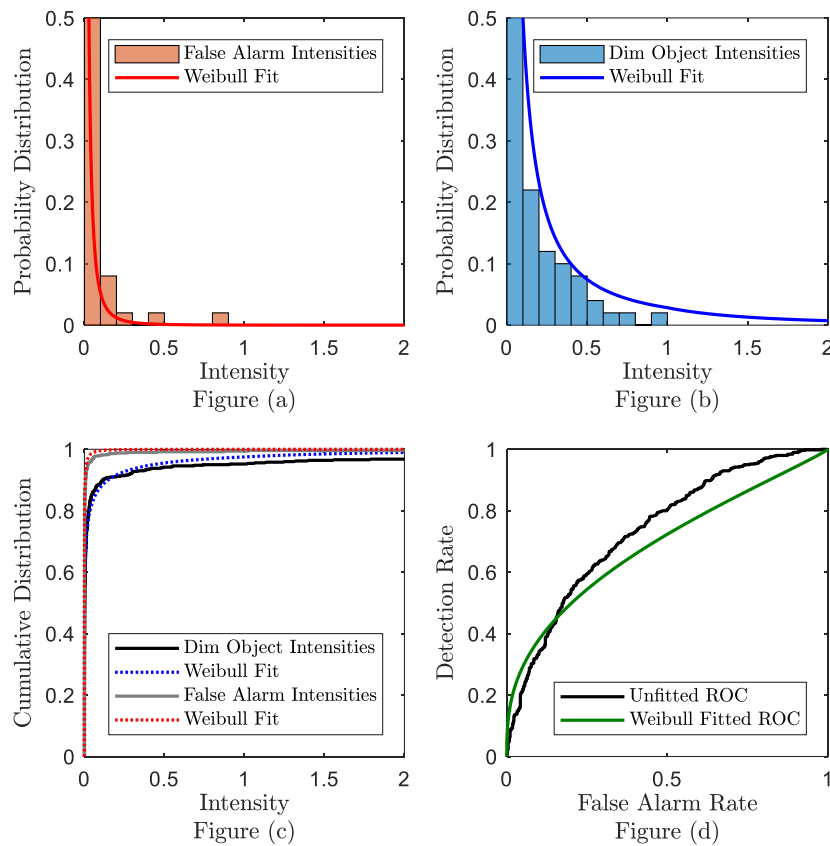 Probability Distribution
0.5
0.4
0.3
0.2
0.1
0
False Alarm Intensities
Weibull Fit
0 0.5 1 1.5 2
Intensity
Figure (a)
Probability Distribution
0.5
0.4
0.3
0.2
0.1
0
Dim Object Intensities
Weibull Fit
0 0.5 1 1.5 2
Intensity
Figure (b)
Cumulative Distribution
1
0.8
0.6
0.4
0.2
0
Dim Object Intensities
Weibull Fit
False Alarm Intensities
Weibull Fit
0 0.5 1 1.5 2
Intensity
Figure (c)
Detection Rate
1
0.8
0.6
0.4
0.2
0
Unfitted ROC
Weibull Fitted ROC
0 0.5 1
False Alarm Rate
Figure (d)